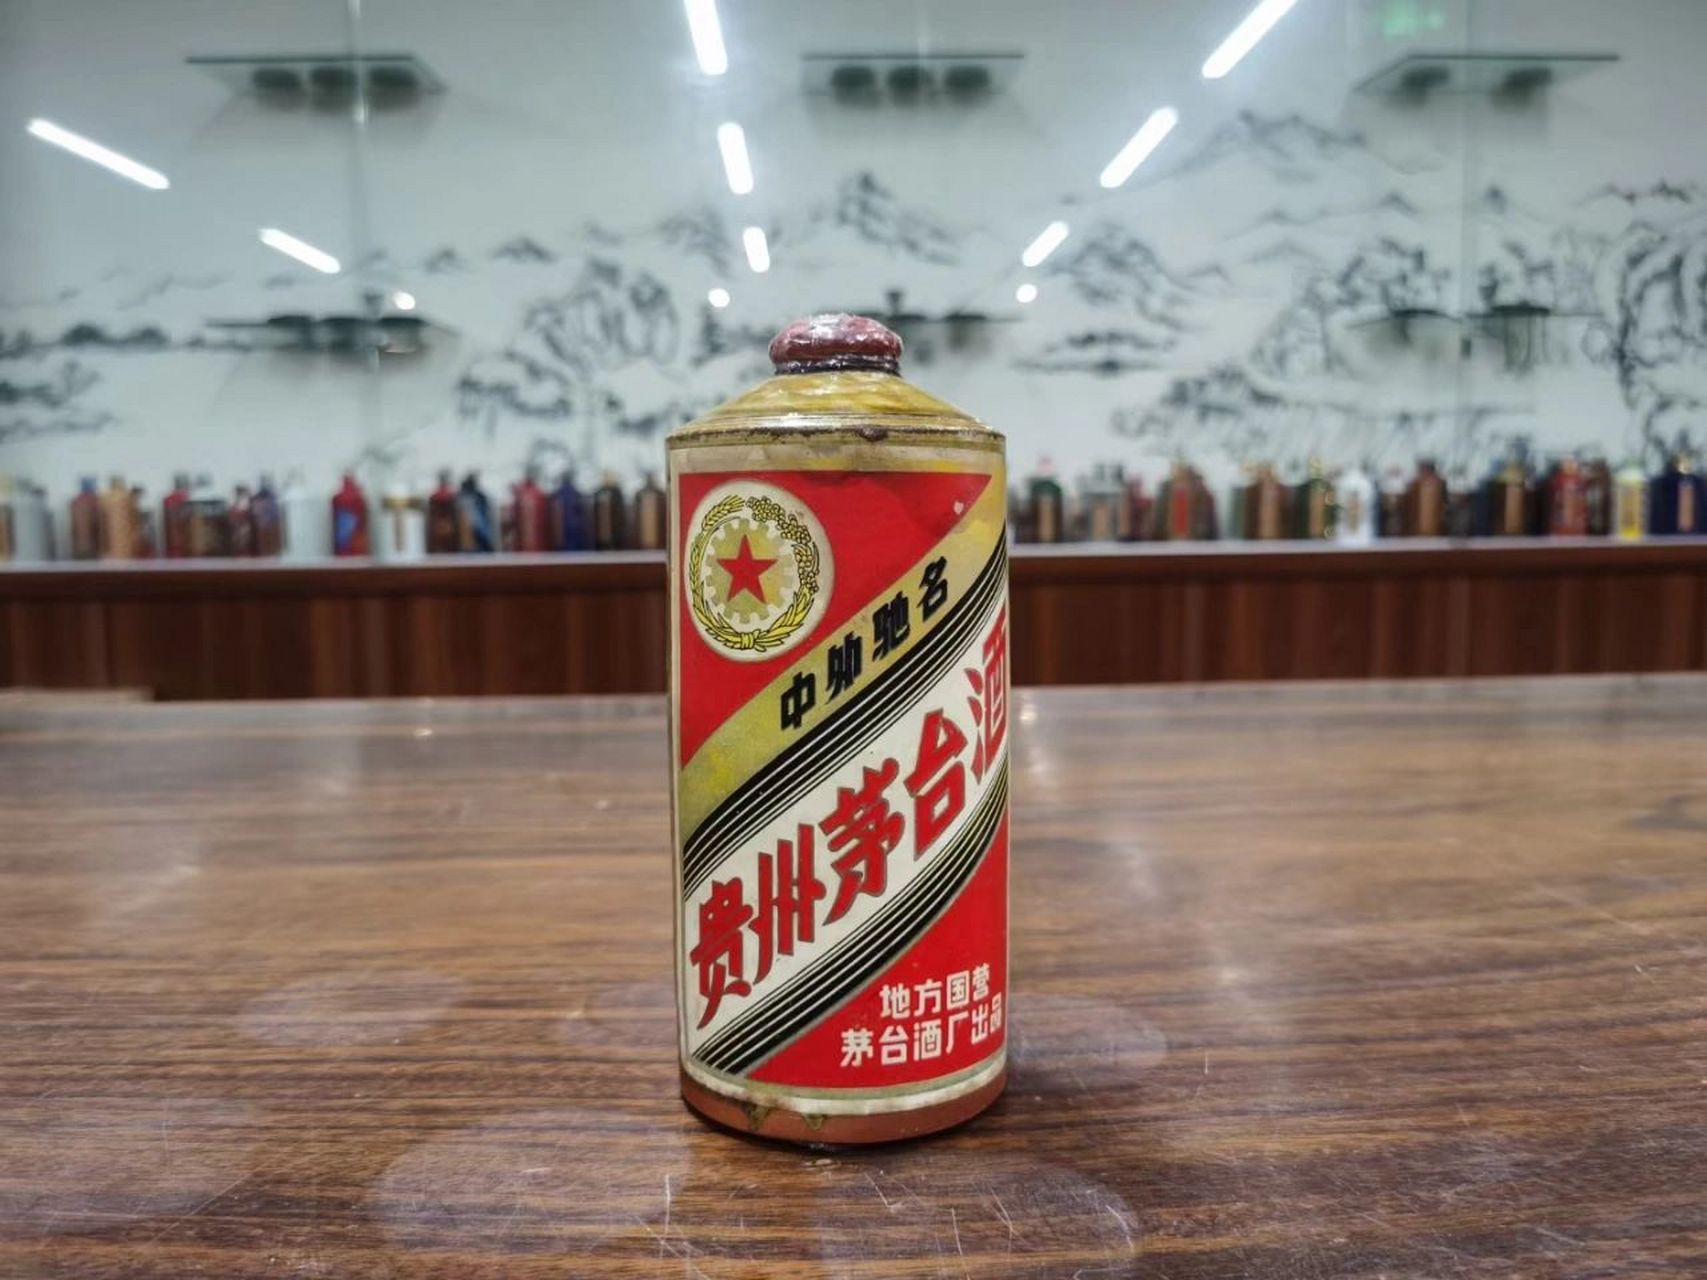 中外驰名
贵州茅台酒
地方国营
茅台酒厂出品